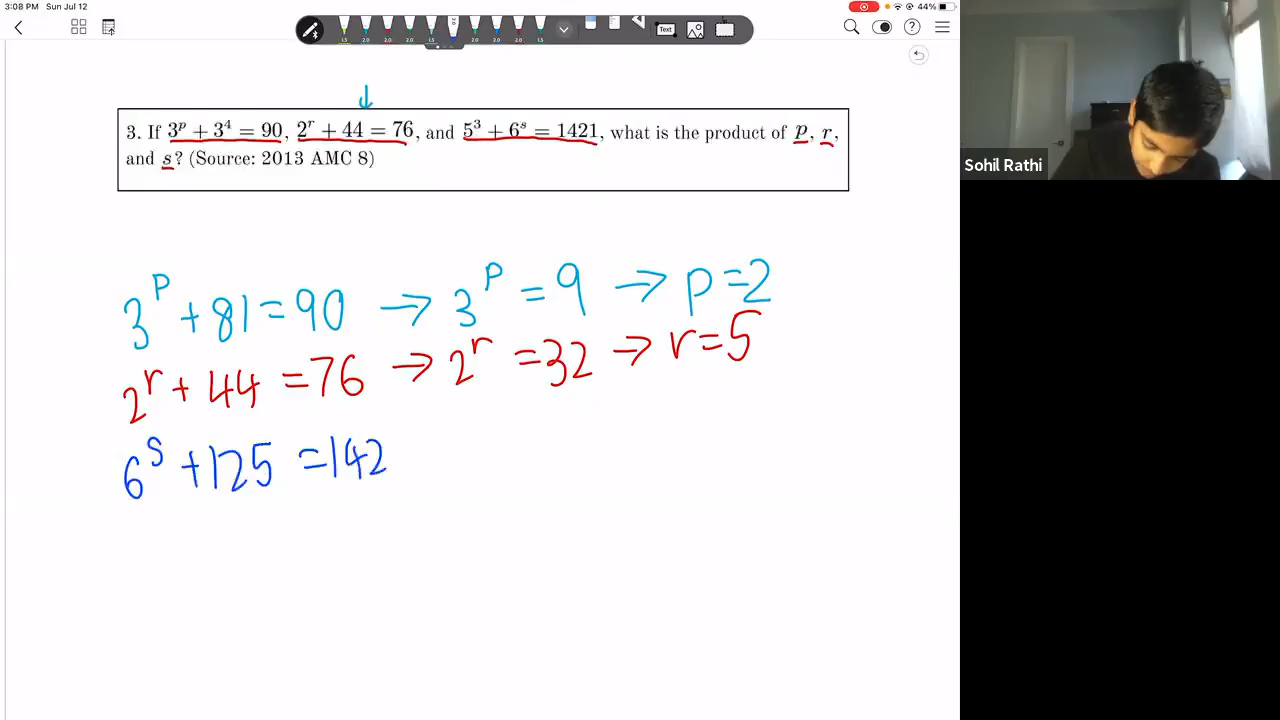 3:08 PM Sun Jul 12
44%
Text
3. If 3^p + 3^4 = 90, 2^r + 44 = 76, and 5^3 + 6^s = 1421, what is the product of p, r,
and s? (Source: 2013 AMC 8)
Sohil Rathi
3^p + 81 = 90 → 3^p = 9 → p = 2
2^r + 44 = 76 → 2^r = 32 → r = 5
6^s + 125 = 142